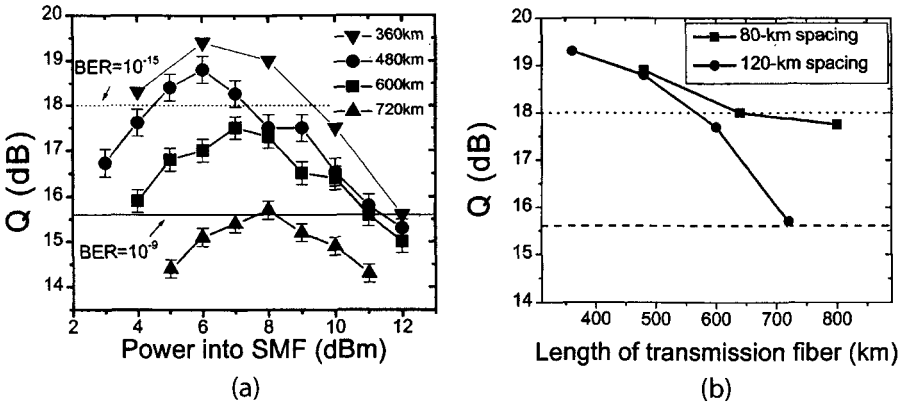 20
19
18
17
16
15
14
Q (dB)
BER=10⁻¹⁵
BER=10⁻⁹
360km
480km
600km
720km
2 4 6 8 10 12
Power into SMF (dBm)
(a)
20
19
18
17
16
15
14
Q (dB)
80-km spacing
120-km spacing
400 500 600 700 800
Length of transmission fiber (km)
(b)